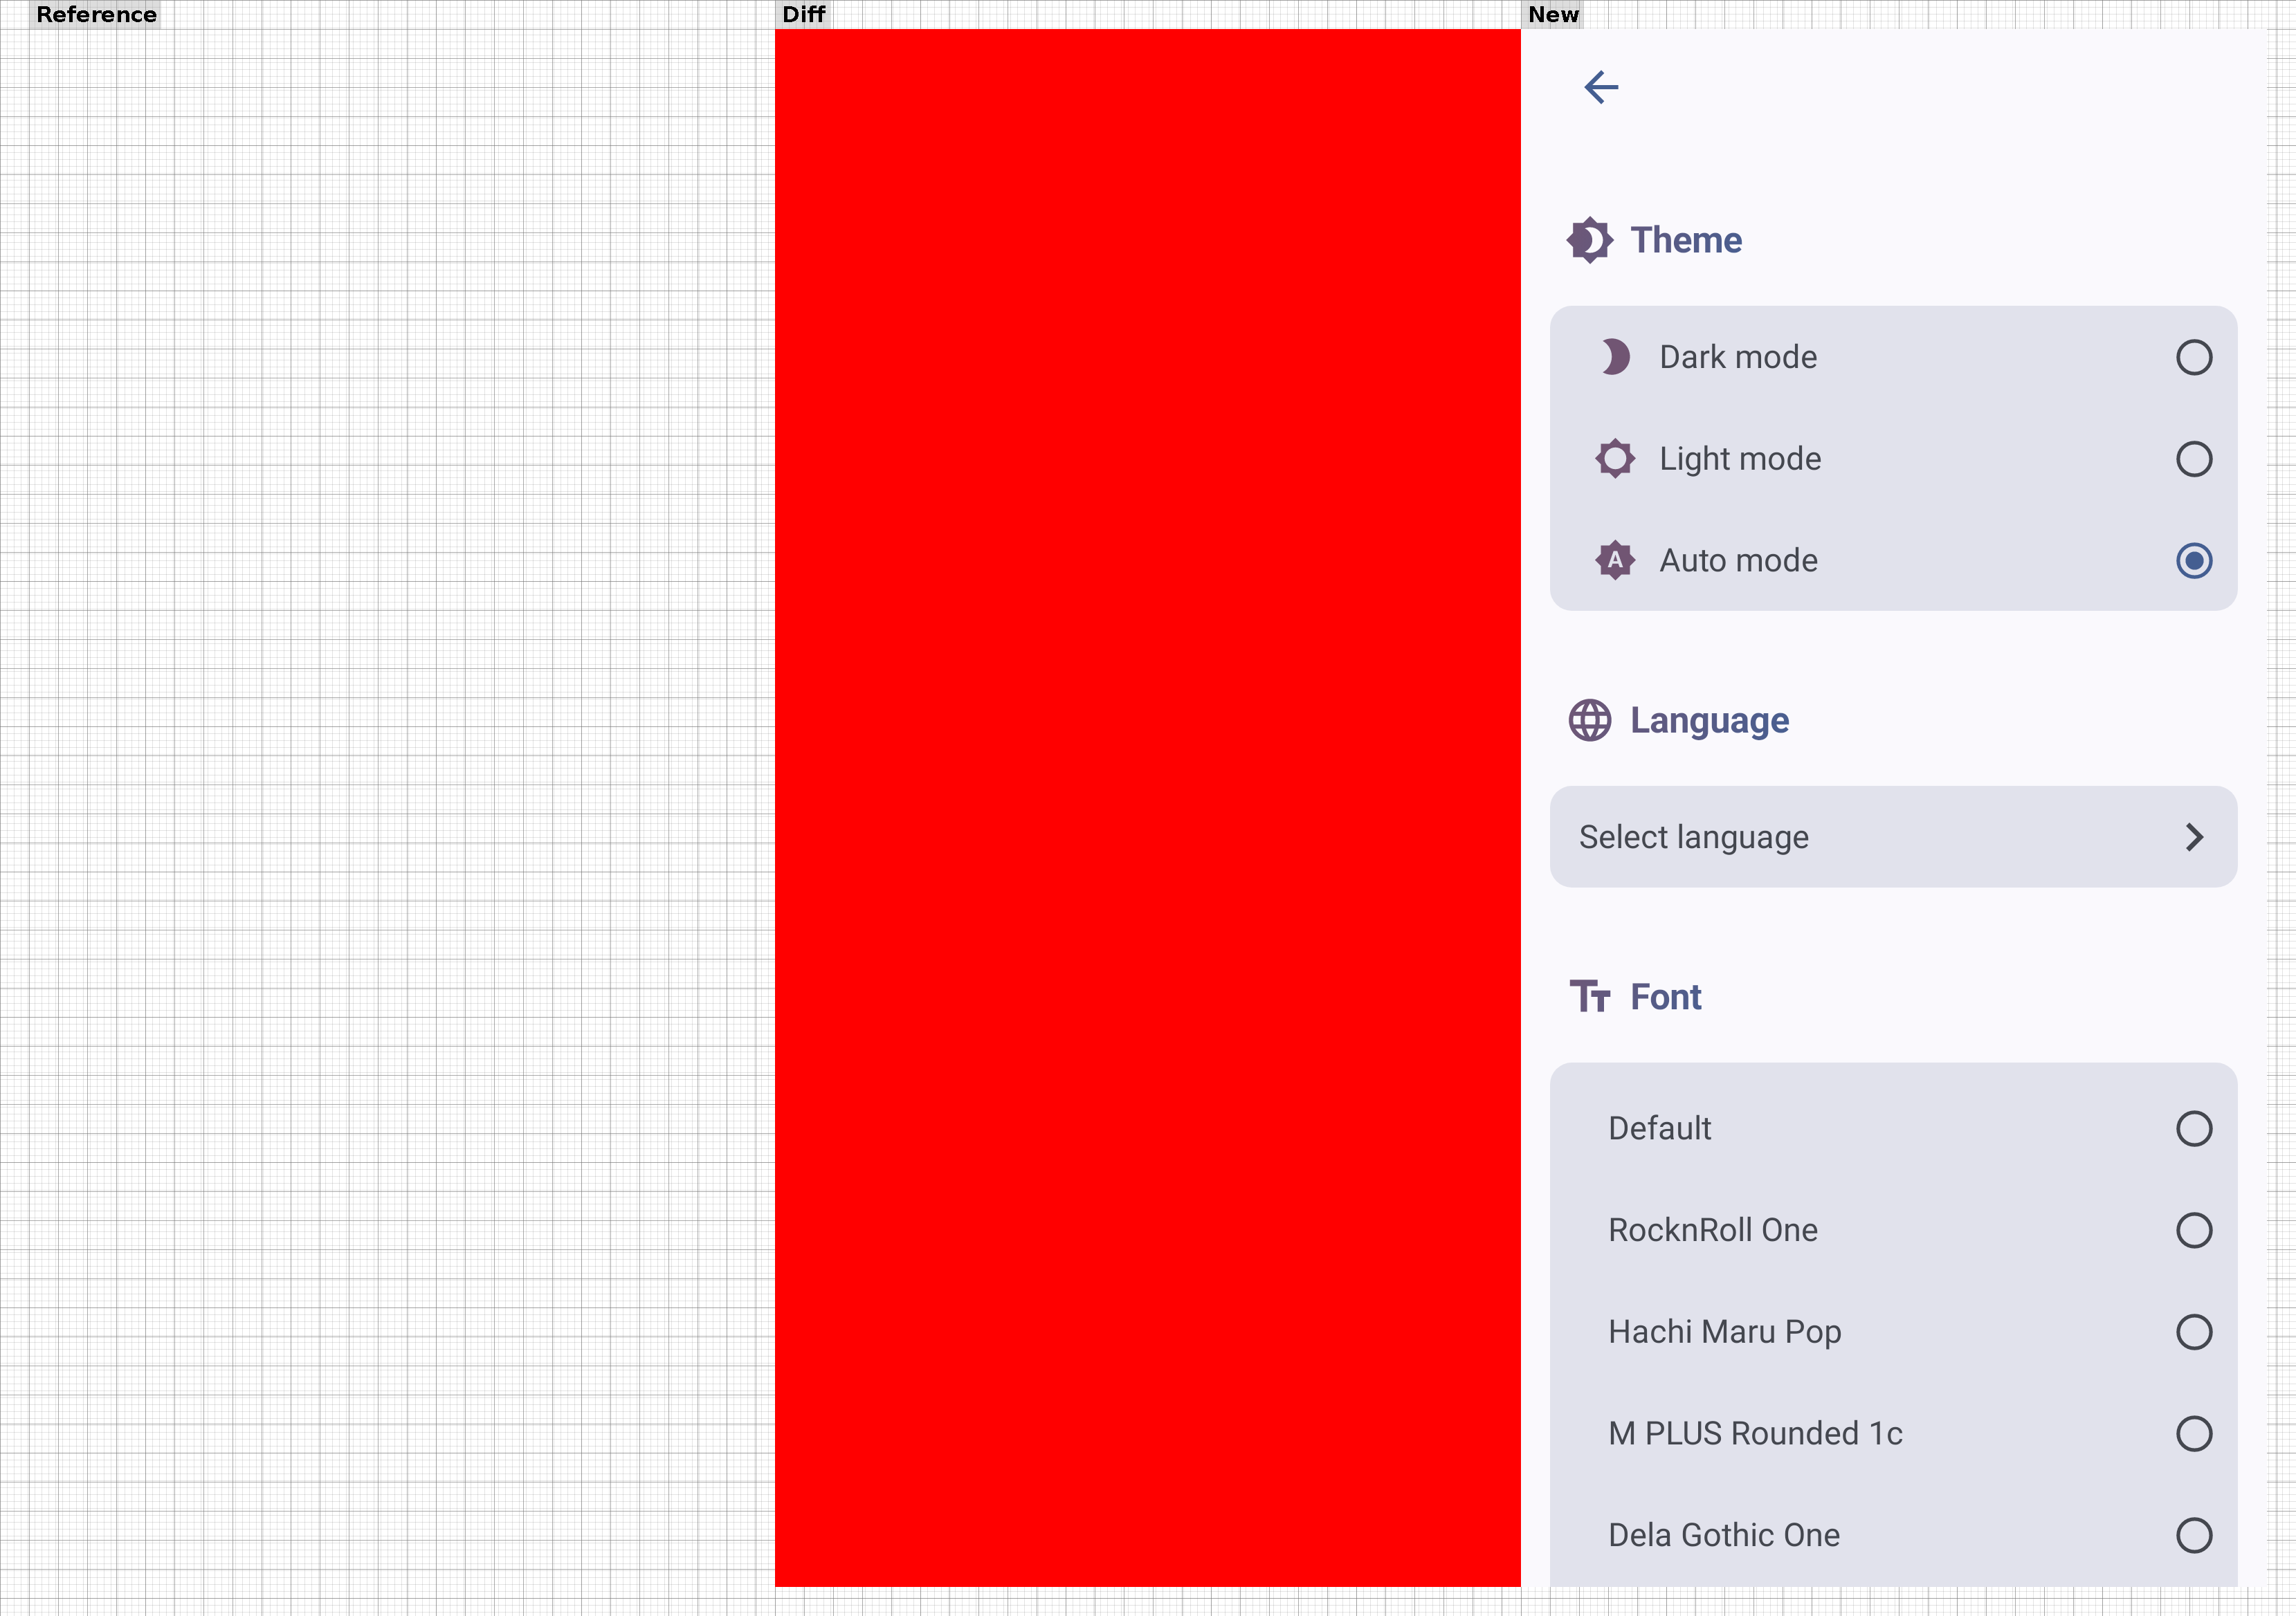 Reference
Diff
New
Theme
Dark mode
Light mode
A Auto mode
Language
Select language
Tт Font
Default
RocknRoll One
Hachi Maru Pop
M PLUS Rounded 1c
Dela Gothic One